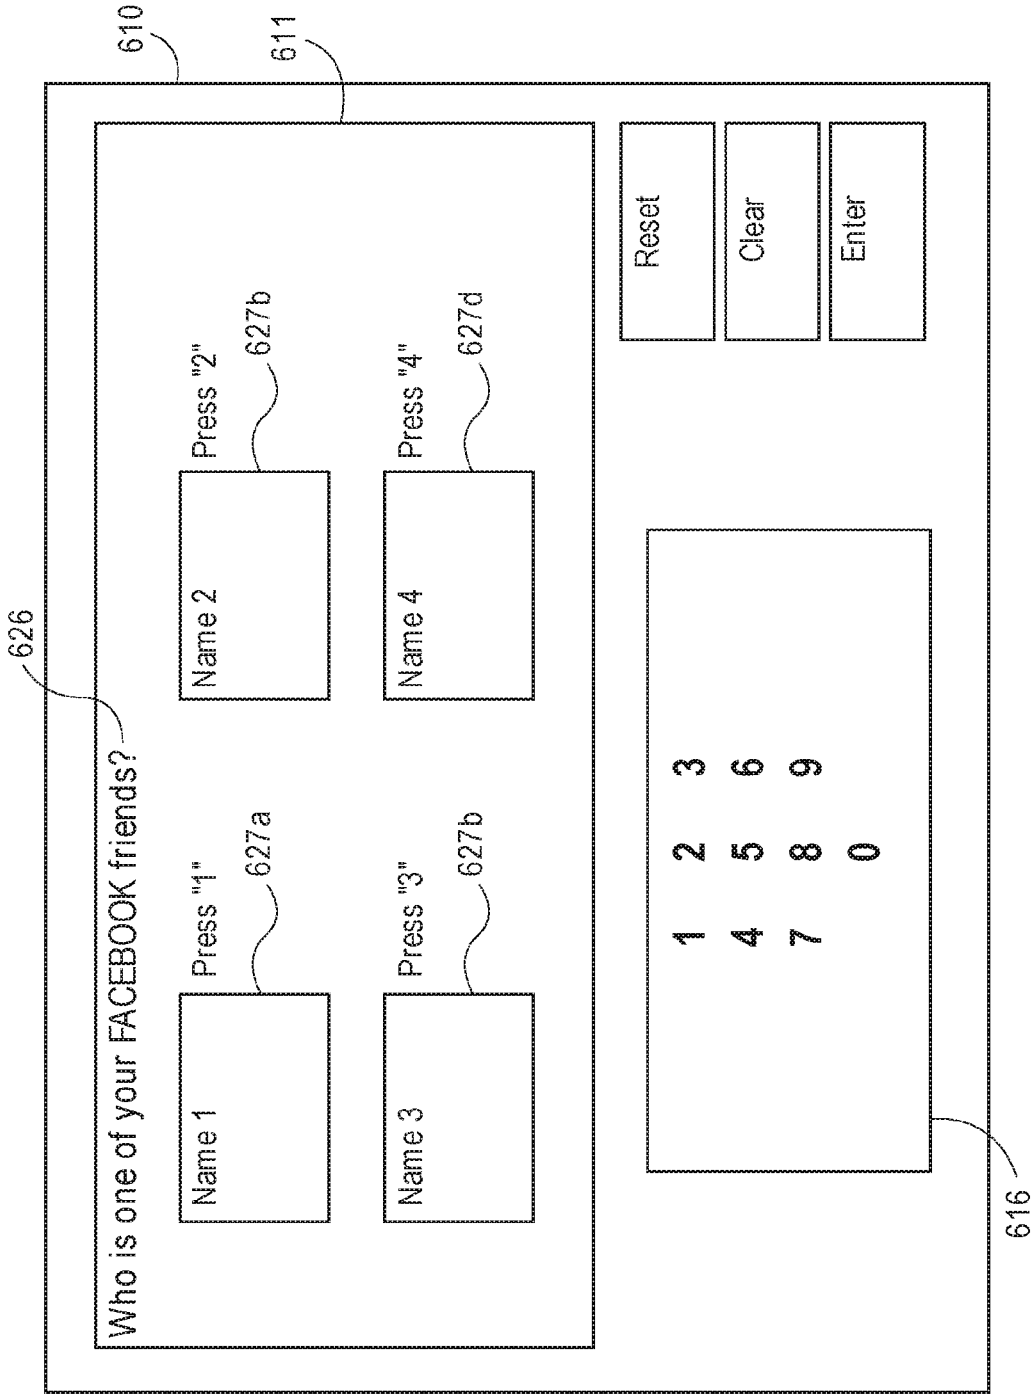 626
610
Who is one of your FACEBOOK friends?
611
Name 1 Press "1" Name 2 Press "2"
627a 627b
Name 3 Press "3" Name 4 Press "4"
627b 627d
Reset
1 2 3
4 5 6
Clear
7 8 9
0
Enter
616